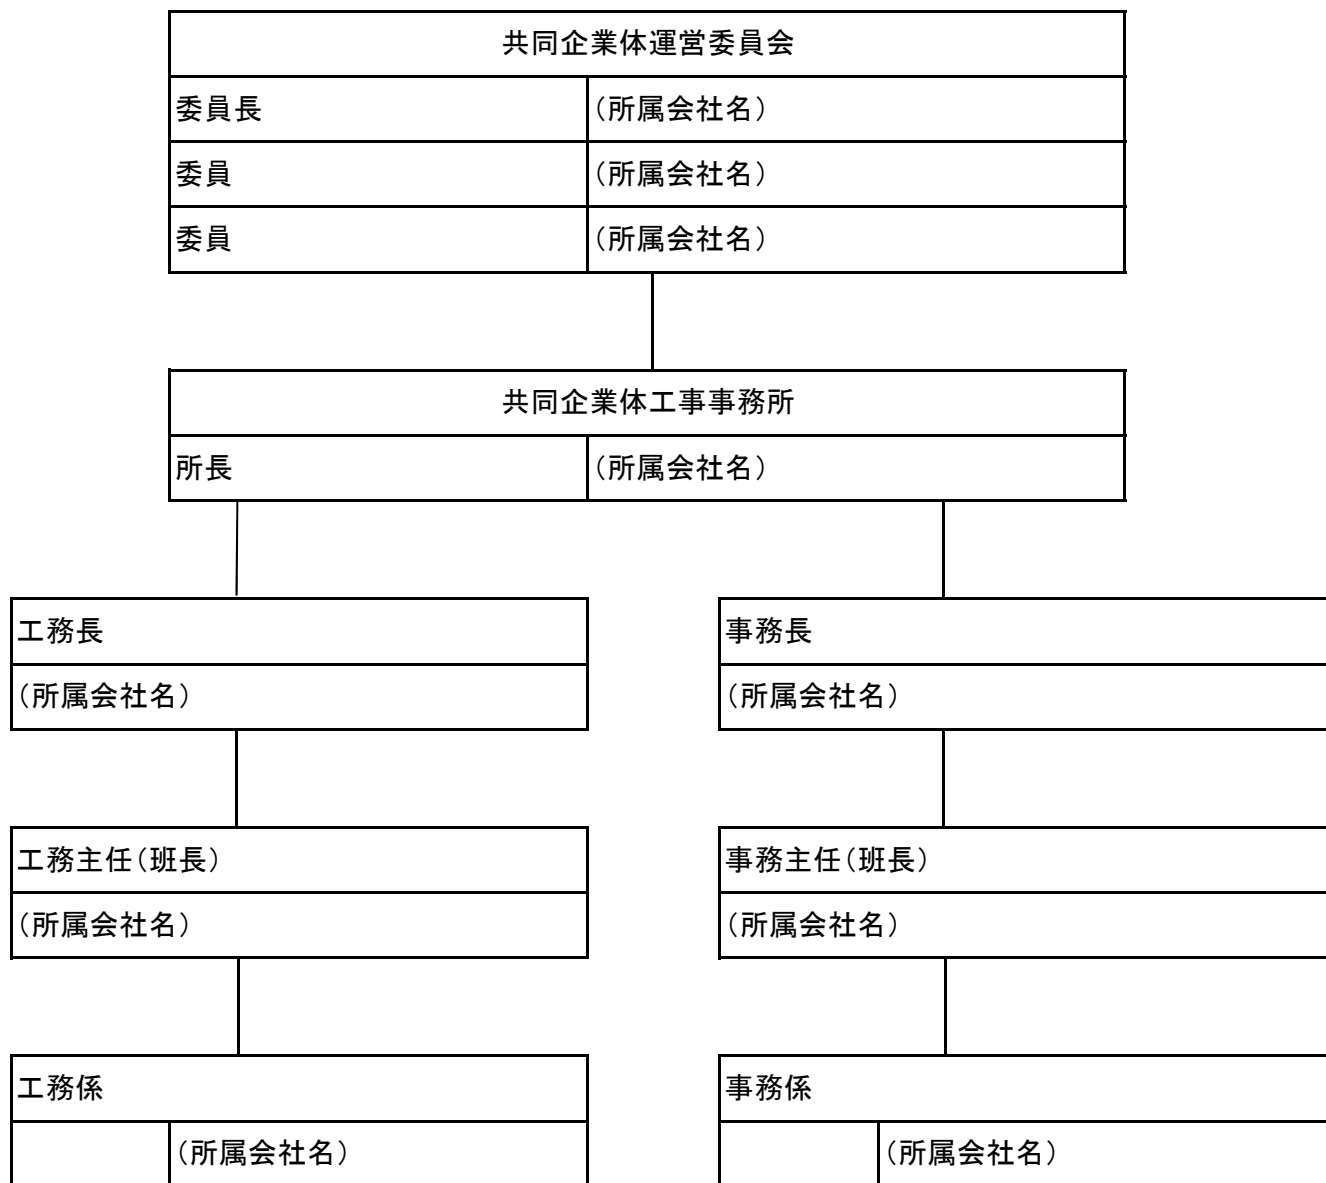 共同企業体運営委員会
委員長 (所属会社名)
委員 (所属会社名)
委員 (所属会社名)
共同企業体工事事務所
所長 (所属会社名)
工務長
(所属会社名)
工務主任(班長)
(所属会社名)
工務係
(所属会社名)
事務長
(所属会社名)
事務主任(班長)
(所属会社名)
事務係
(所属会社名)